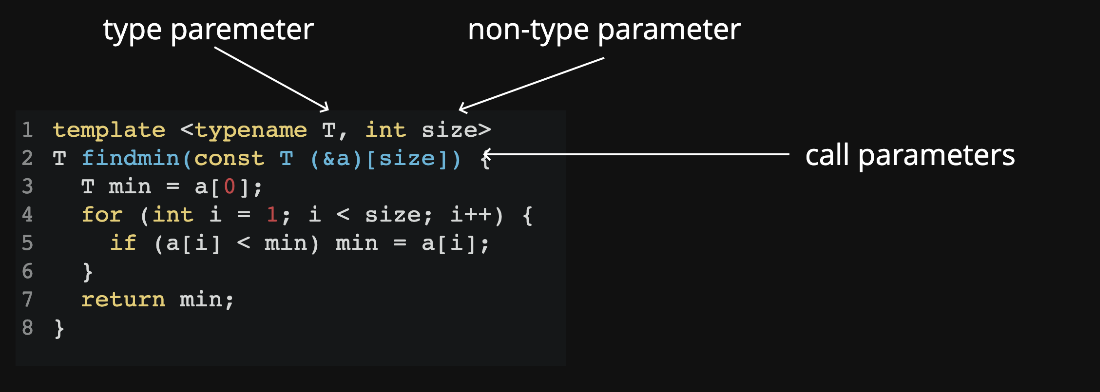 type paremeter
non-type parameter
1 template <typename T, int size>
2 T findmin(const T (&a)[size]) {
call parameters
3   T min = a[0];
4   for (int i = 1; i < size; i++) {
5     if (a[i] < min) min = a[i];
6   }
7   return min;
8 }